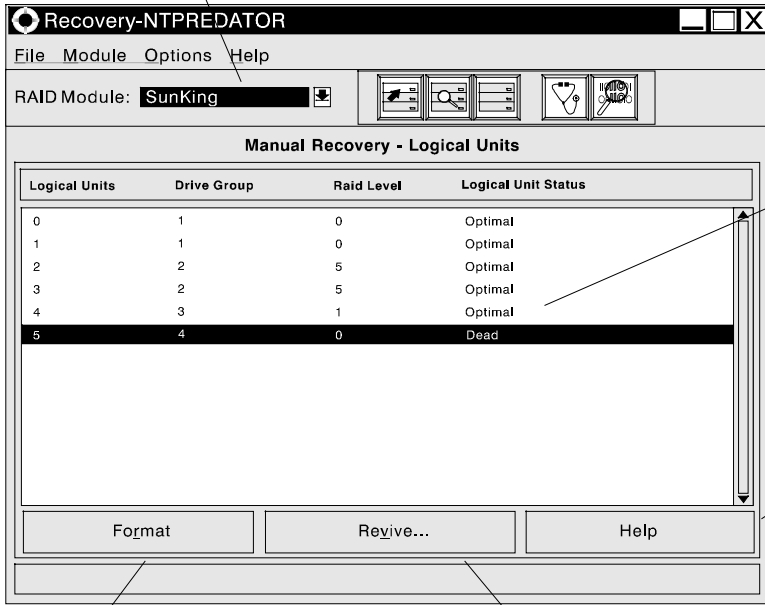 Recovery-NTPREDATOR
File Module Options Help
RAID Module: SunKing
Manual Recovery - Logical Units
Logical Units Drive Group Raid Level Logical Unit Status
0 1 0 Optimal
1 1 0 Optimal
2 2 5 Optimal
3 2 5 Optimal
4 3 1 Optimal
5 4 0 Dead
Format Revive... Help